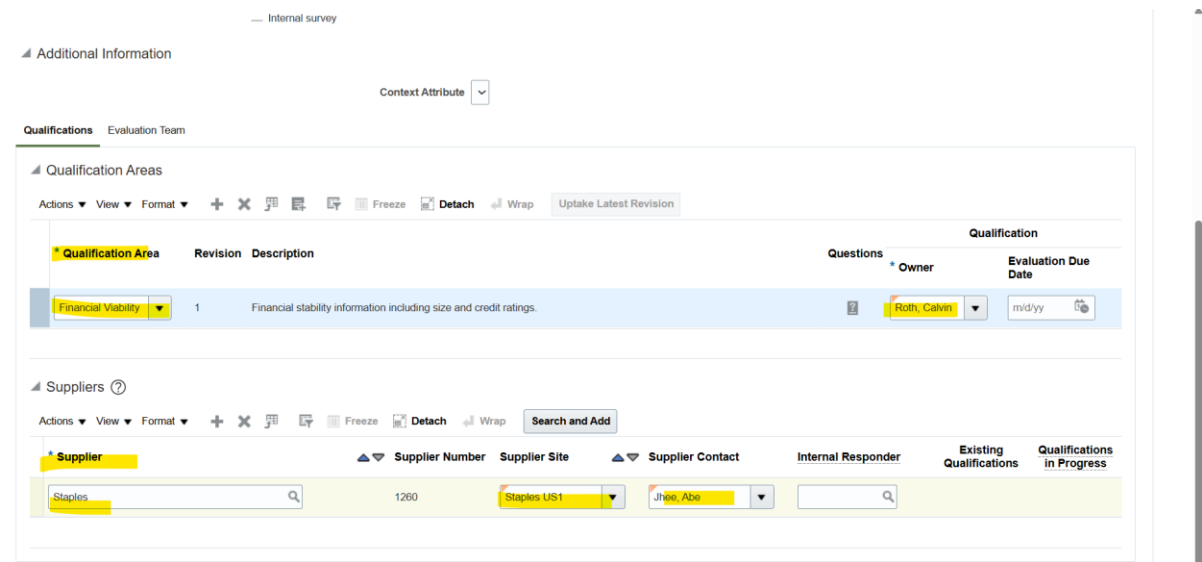 Internal survey
Additional Information
Context Attribute
Qualifications Evaluation Team
Qualification Areas
Actions View Format Freeze Detach Wrap Uptake Latest Revision
Qualification
* Qualification Area Revision Description Questions * Owner Evaluation Due Date
Financial Viability 1 Financial stability information including size and credit ratings. Roth, Calvin m/d/yy
Suppliers
Actions View Format Freeze Detach Wrap Search and Add
* Supplier Supplier Number Supplier Site Supplier Contact Internal Responder Existing Qualifications Qualifications in Progress
Staples 1260 Staples US1 Jhee, Abe